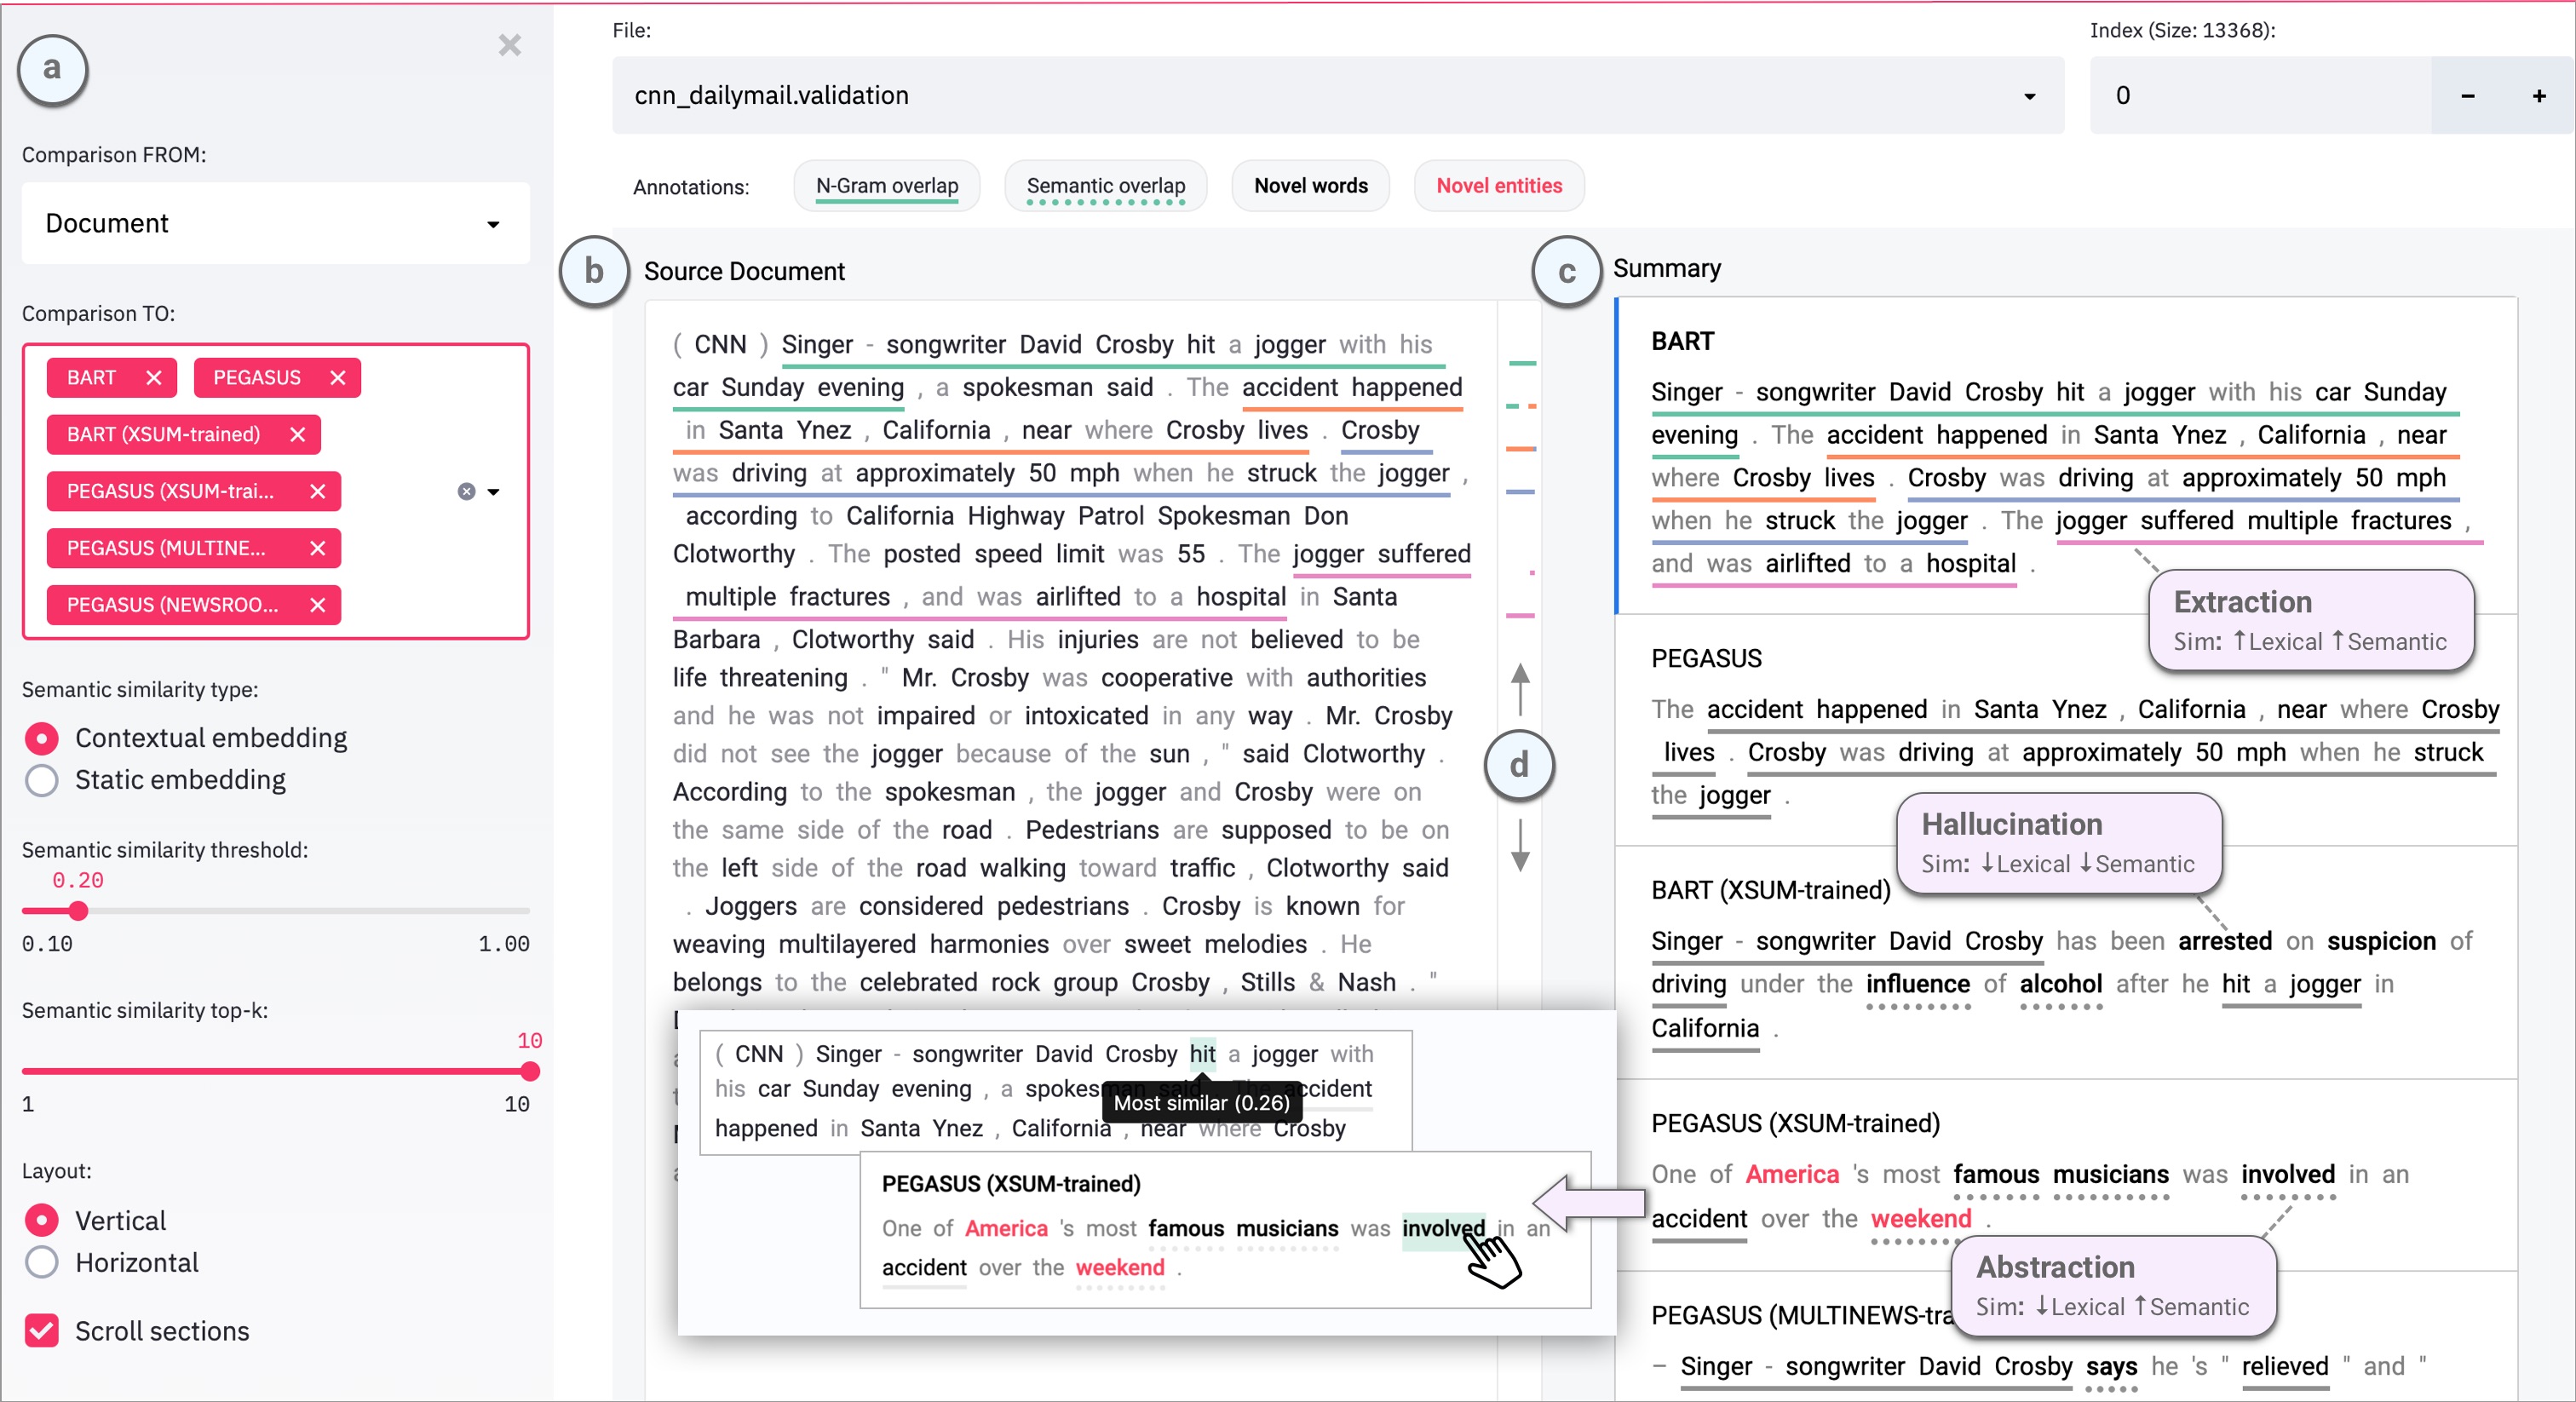 a
Comparison FROM:
Document
Comparison TO:
BART
PEGASUS
BART (XSUM-trained)
PEGASUS (XSUM-trai...
PEGASUS (MULTINE...
PEGASUS (NEWSROO...
Semantic similarity type:
Contextual embedding
Static embedding
Semantic similarity threshold:
0.20
0.10 1.00
Semantic similarity top-k:
10
1 10
Layout:
Vertical
Horizontal
Scroll sections
File:
cnn_dailymail.validation
Index (Size: 13368):
0 − +
Annotations: N-Gram overlap Semantic overlap Novel words Novel entities
b Source Document
( CNN ) Singer - songwriter David Crosby hit a jogger with his
car Sunday evening , a spokesman said . The accident happened
in Santa Ynez , California , near where Crosby lives . Crosby
was driving at approximately 50 mph when he struck the jogger ,
according to California Highway Patrol Spokesman Don
Clotworthy . The posted speed limit was 55 . The jogger suffered
multiple fractures , and was airlifted to a hospital in Santa
Barbara , Clotworthy said . His injuries are not believed to be
life threatening . " Mr. Crosby was cooperative with authorities
and he was not impaired or intoxicated in any way . Mr. Crosby
did not see the jogger because of the sun , " said Clotworthy .
According to the spokesman , the jogger and Crosby were on
the same side of the road . Pedestrians are supposed to be on
the left side of the road walking toward traffic , Clotworthy said
. Joggers are considered pedestrians . Crosby is known for
weaving multilayered harmonies over sweet melodies . He
belongs to the celebrated rock group Crosby , Stills & Nash . "
( CNN ) Singer - songwriter David Crosby hit a jogger with
his car Sunday evening , a spokesman said . The accident
Most similar (0.26)
happened in Santa Ynez , California , near where Crosby
PEGASUS (XSUM-trained)
One of America 's most famous musicians was involved in an
accident over the weekend .
d
c Summary
BART
Singer - songwriter David Crosby hit a jogger with his car Sunday
evening . The accident happened in Santa Ynez , California , near
where Crosby lives . Crosby was driving at approximately 50 mph
when he struck the jogger . The jogger suffered multiple fractures ,
and was airlifted to a hospital .
Extraction
Sim: ↑Lexical ↑Semantic
PEGASUS
The accident happened in Santa Ynez , California , near where Crosby
lives . Crosby was driving at approximately 50 mph when he struck
the jogger .
Hallucination
Sim: ↓Lexical ↓Semantic
BART (XSUM-trained)
Singer - songwriter David Crosby has been arrested on suspicion of
driving under the influence of alcohol after he hit a jogger in
California .
PEGASUS (XSUM-trained)
One of America 's most famous musicians was involved in an
accident over the weekend .
Abstraction
Sim: ↓Lexical ↑Semantic
PEGASUS (MULTINEWS-tra
– Singer - songwriter David Crosby says he 's " relieved " and "